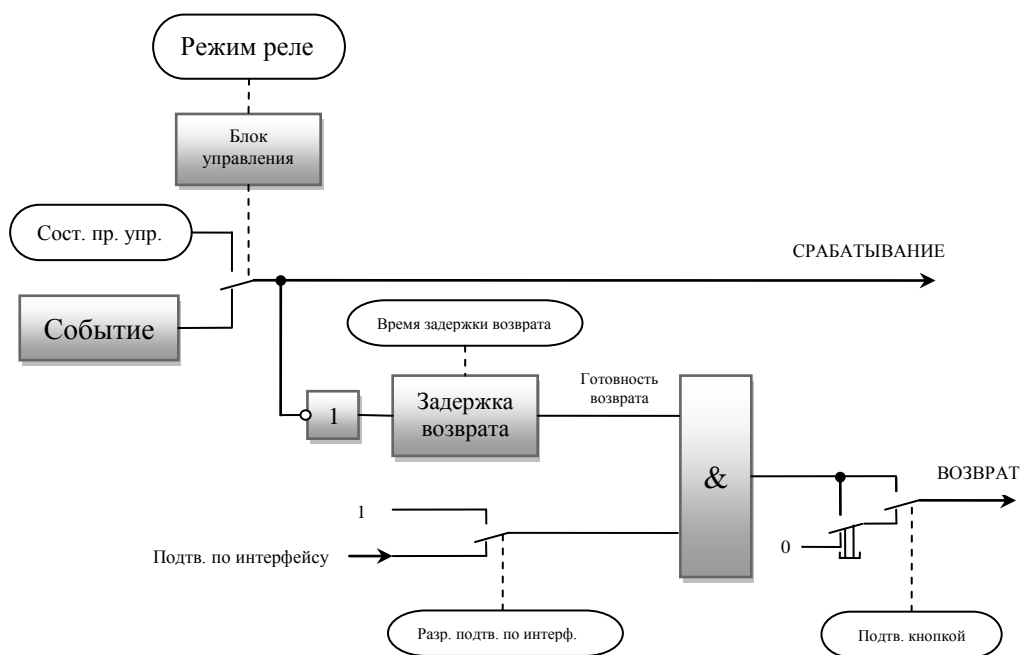 Режим реле
Блок
управления
Сост. пр. упр.
СРАБАТЫВАНИЕ
Событие
Время задержки возврата
1
Задержка
возврата
Готовность
возврата
&
ВОЗВРАТ
1
Подтв. по интерфейсу
0
Разр. подтв. по интерф.
Подтв. кнопкой